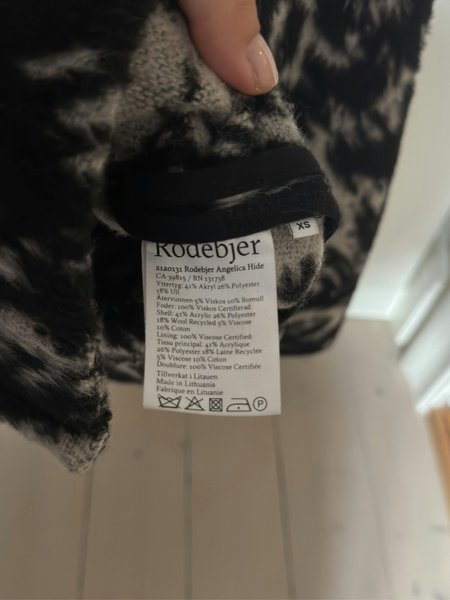 Rodebjer
XS
2120131 Rodebjer Angelica Hide
CA 39815 / RN 131738
Yttertyg: 41% Akryl 26% Polyester
18% Ull
Återvunnen 5% Viskos 10% Bomull
Foder: 100% Viskos Certifierad
Shell: 41% Acrylic 26% Polyester
18% Wool Recycled 5% Viscose
10% Coton
Lining: 100% Viscose Certified
Tissu principal: 41% Acrylique
26% Polyester 18% Laine Recyclée
5% Viscose 10% Coton
Doublure: 100% Viscose Certifiée
Tillverkat i Litauen
Made in Lithuania
Fabrique en Lituanie
P